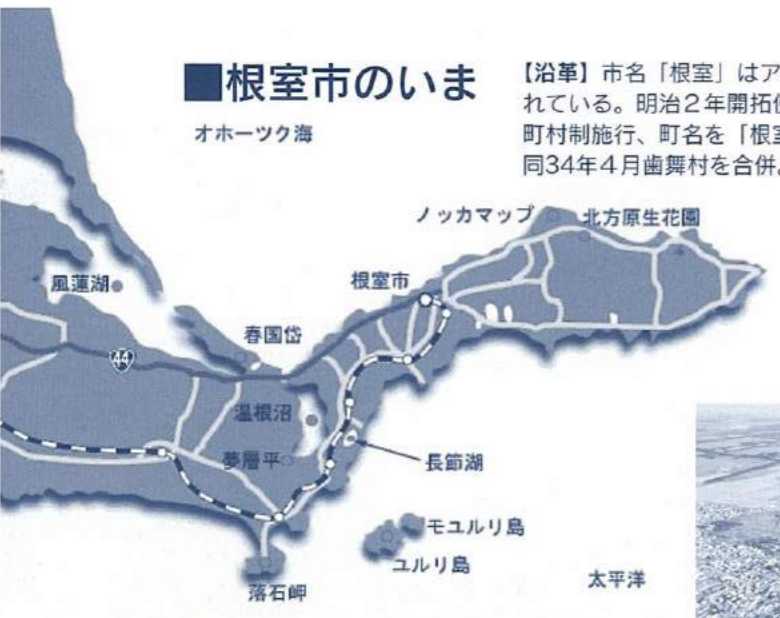 ■根室市のいま
【沿革】市名「根室」はア
れている。明治2年開拓
町村制施行、町名を「根
同34年4月歯舞村を合併
オホーツク海
ノッカマップ
北方原生花園
風蓮湖
根室市
春国岱
44
温根沼
夢層平
長節湖
モユルリ島
ユルリ島
落石岬
太平洋